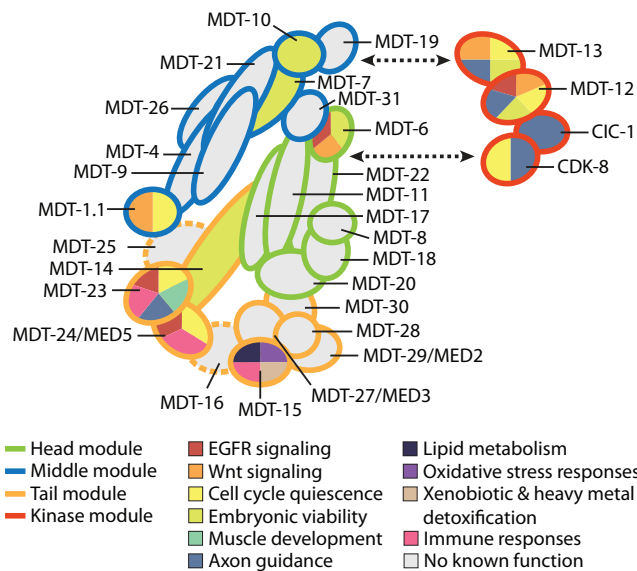 MDT-10
MDT-19
MDT-13
MDT-21
MDT-7
MDT-12
MDT-31
MDT-26
MDT-6
CIC-1
MDT-4
CDK-8
MDT-9
MDT-22
MDT-11
MDT-1.1
MDT-17
MDT-8
MDT-25
MDT-18
MDT-14
MDT-20
MDT-23
MDT-30
MDT-24/MED5
MDT-28
MDT-29/MED2
MDT-16
MDT-27/MED3
MDT-15
Head module
Middle module
Tail module
Kinase module
EGFR signaling
Wnt signaling
Cell cycle quiescence
Embryonic viability
Muscle development
Axon guidance
Lipid metabolism
Oxidative stress responses
Xenobiotic & heavy metal
detoxification
Immune responses
No known function